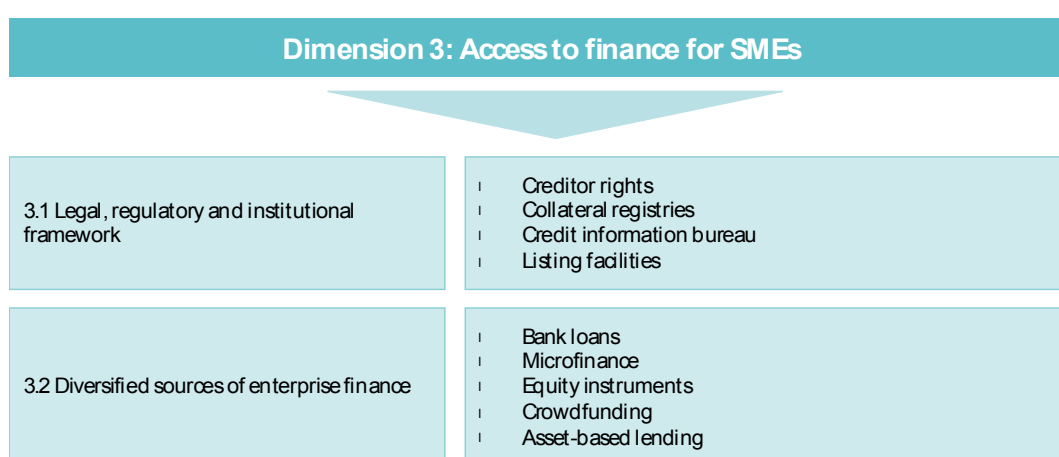 Dimension 3: Access to finance for SMEs
3.1 Legal, regulatory and institutional
framework
Creditor rights
Collateral registries
Credit information bureau
Listing facilities
3.2 Diversified sources of enterprise finance
Bank loans
Microfinance
Equity instruments
Crowdfunding
Asset-based lending